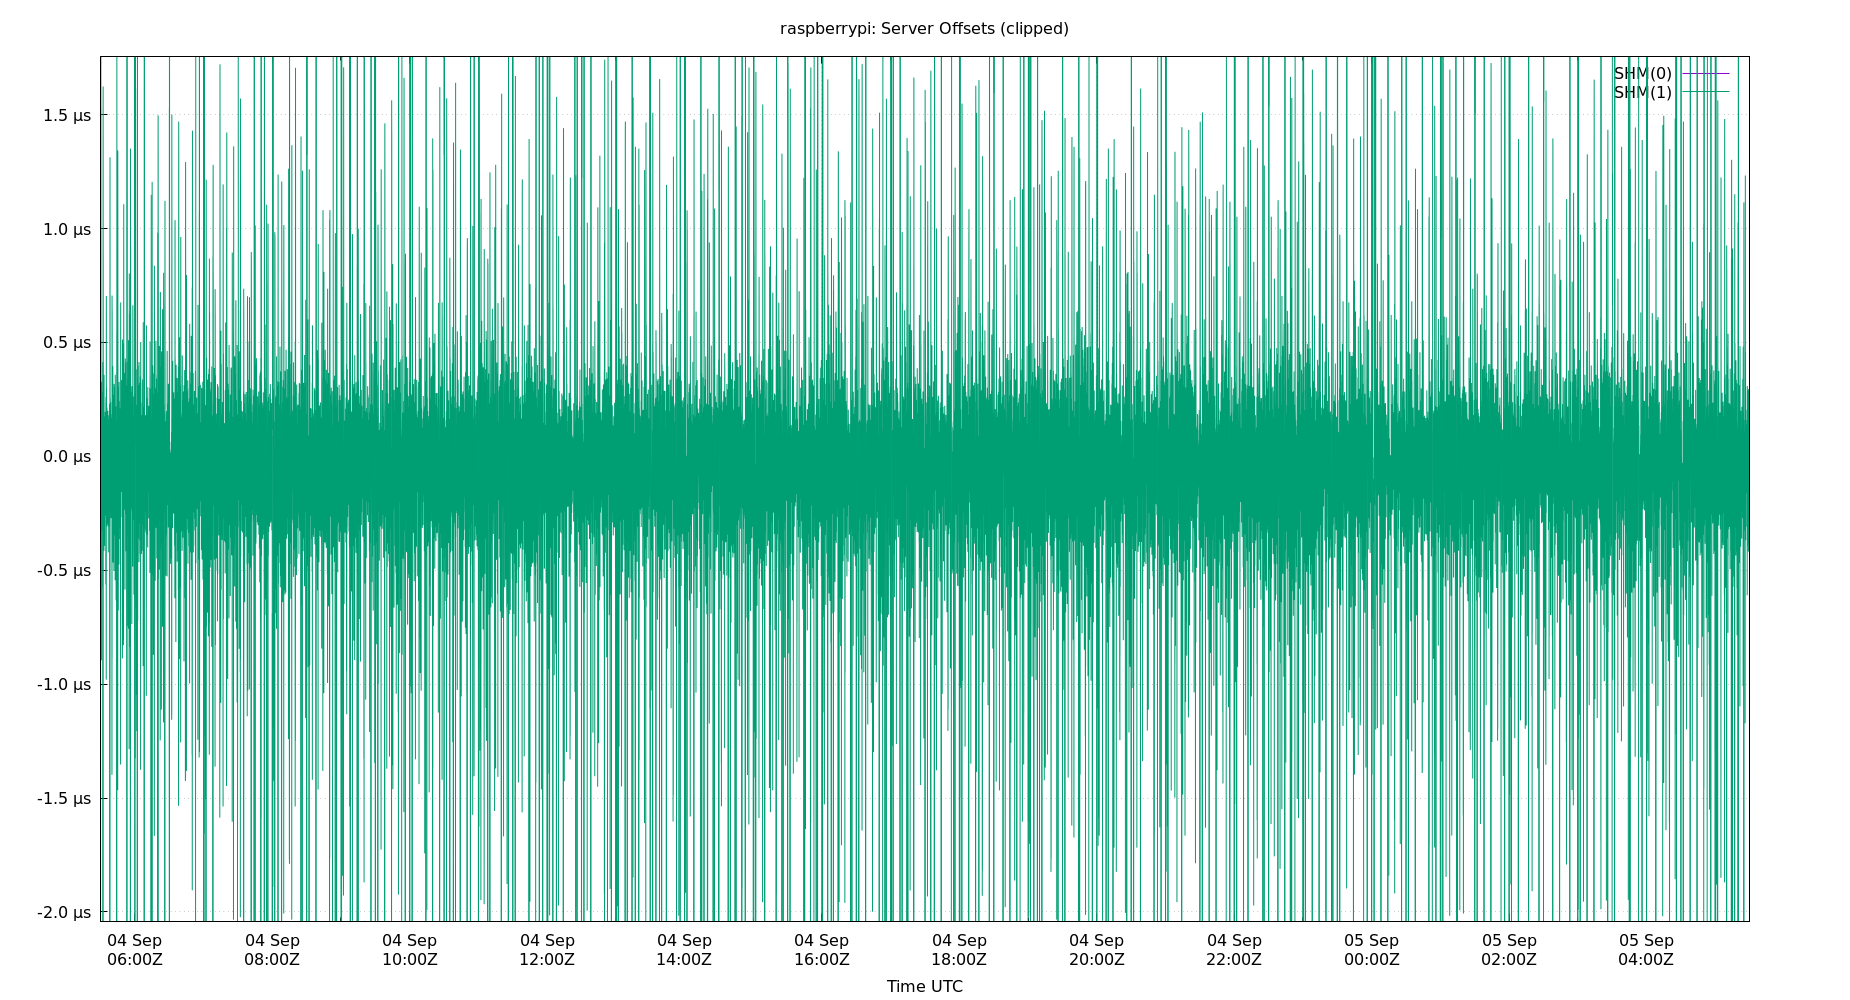 raspberrypi: Server Offsets (clipped)
SHM(0)
SHM(1)
1.5 µs
1.0 µs
0.5 µs
0.0 µs
-0.5 µs
-1.0 µs
-1.5 µs
-2.0 µs
04 Sep 04 Sep 04 Sep 04 Sep 04 Sep 04 Sep 04 Sep 04 Sep 04 Sep 05 Sep 05 Sep 05 Sep
06:00Z 08:00Z 10:00Z 12:00Z 14:00Z 16:00Z 18:00Z 20:00Z 22:00Z 00:00Z 02:00Z 04:00Z
Time UTC